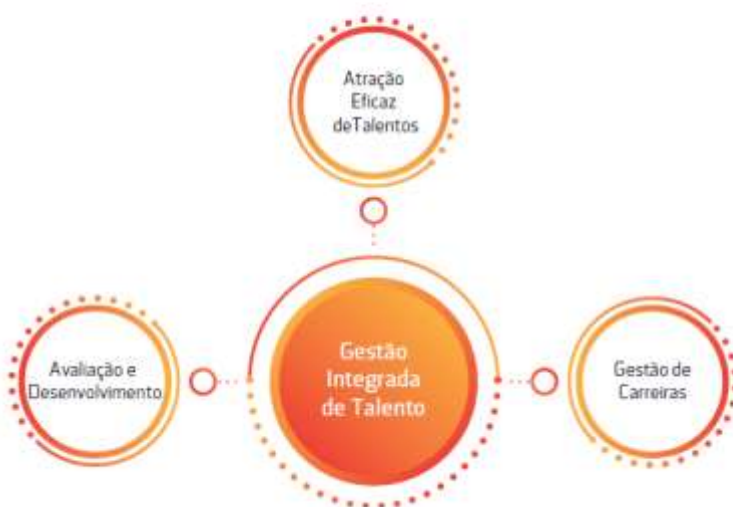 Atração
Eficaz
deTalentos
Avaliação e
Desenvolvimento
Gestão
Integrada
de Talento
Gestão de
Carreiras